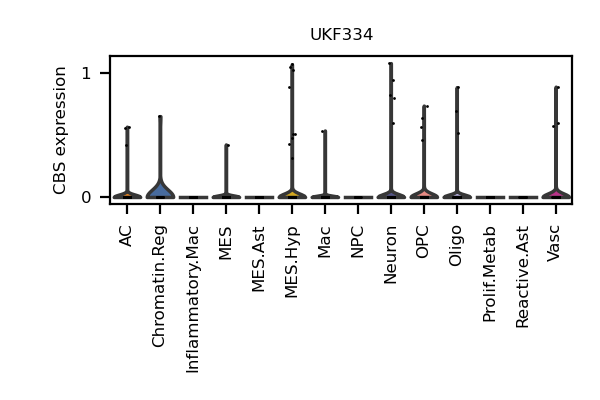 UKF334
CBS expression
1
0
AC
Chromatin.Reg
Inflammatory.Mac
MES
MES.Ast
MES.Hyp
Mac
NPC
Neuron
OPC
Oligo
Prolif.Metab
Reactive.Ast
Vasc